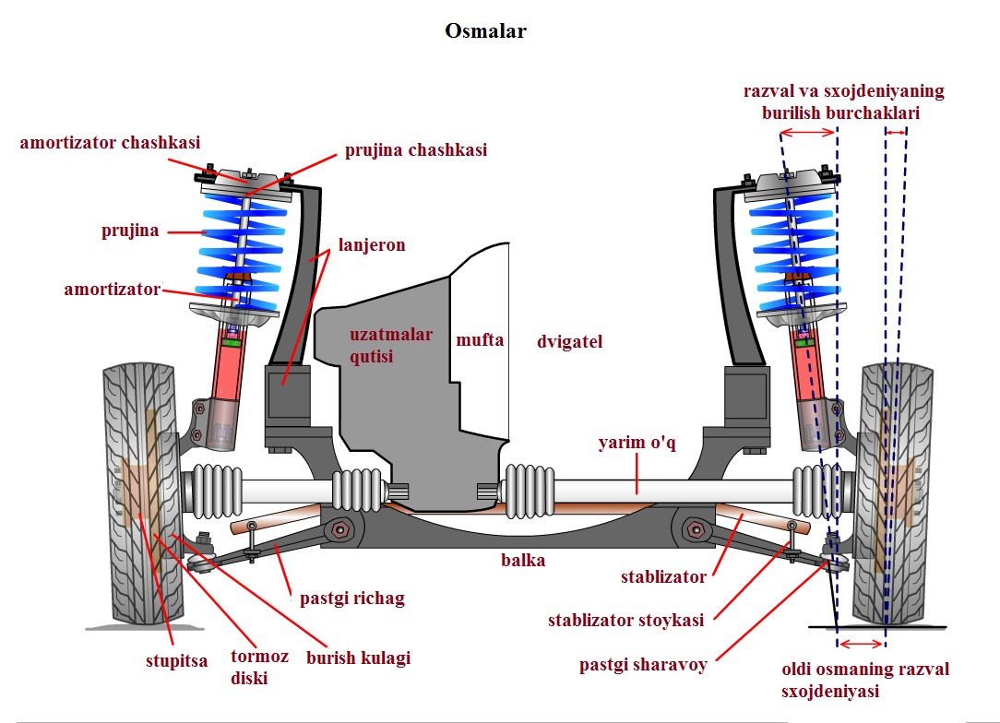 Osmalar
razval va sxojdeniyaning
burilish burchaklari
amortizator chashkasi
prujina chashkasi
prujina
lanjeron
amortizator
uzatmalar
qutisi
mufta
dvigatel
yarim o'q
balka
stablizator
pastgi richag
stablizator stoykasi
stupitsa
tormoz
diski
burish kulagi
pastgi sharavoy
oldi osmaning razval
sxojdeniyasi